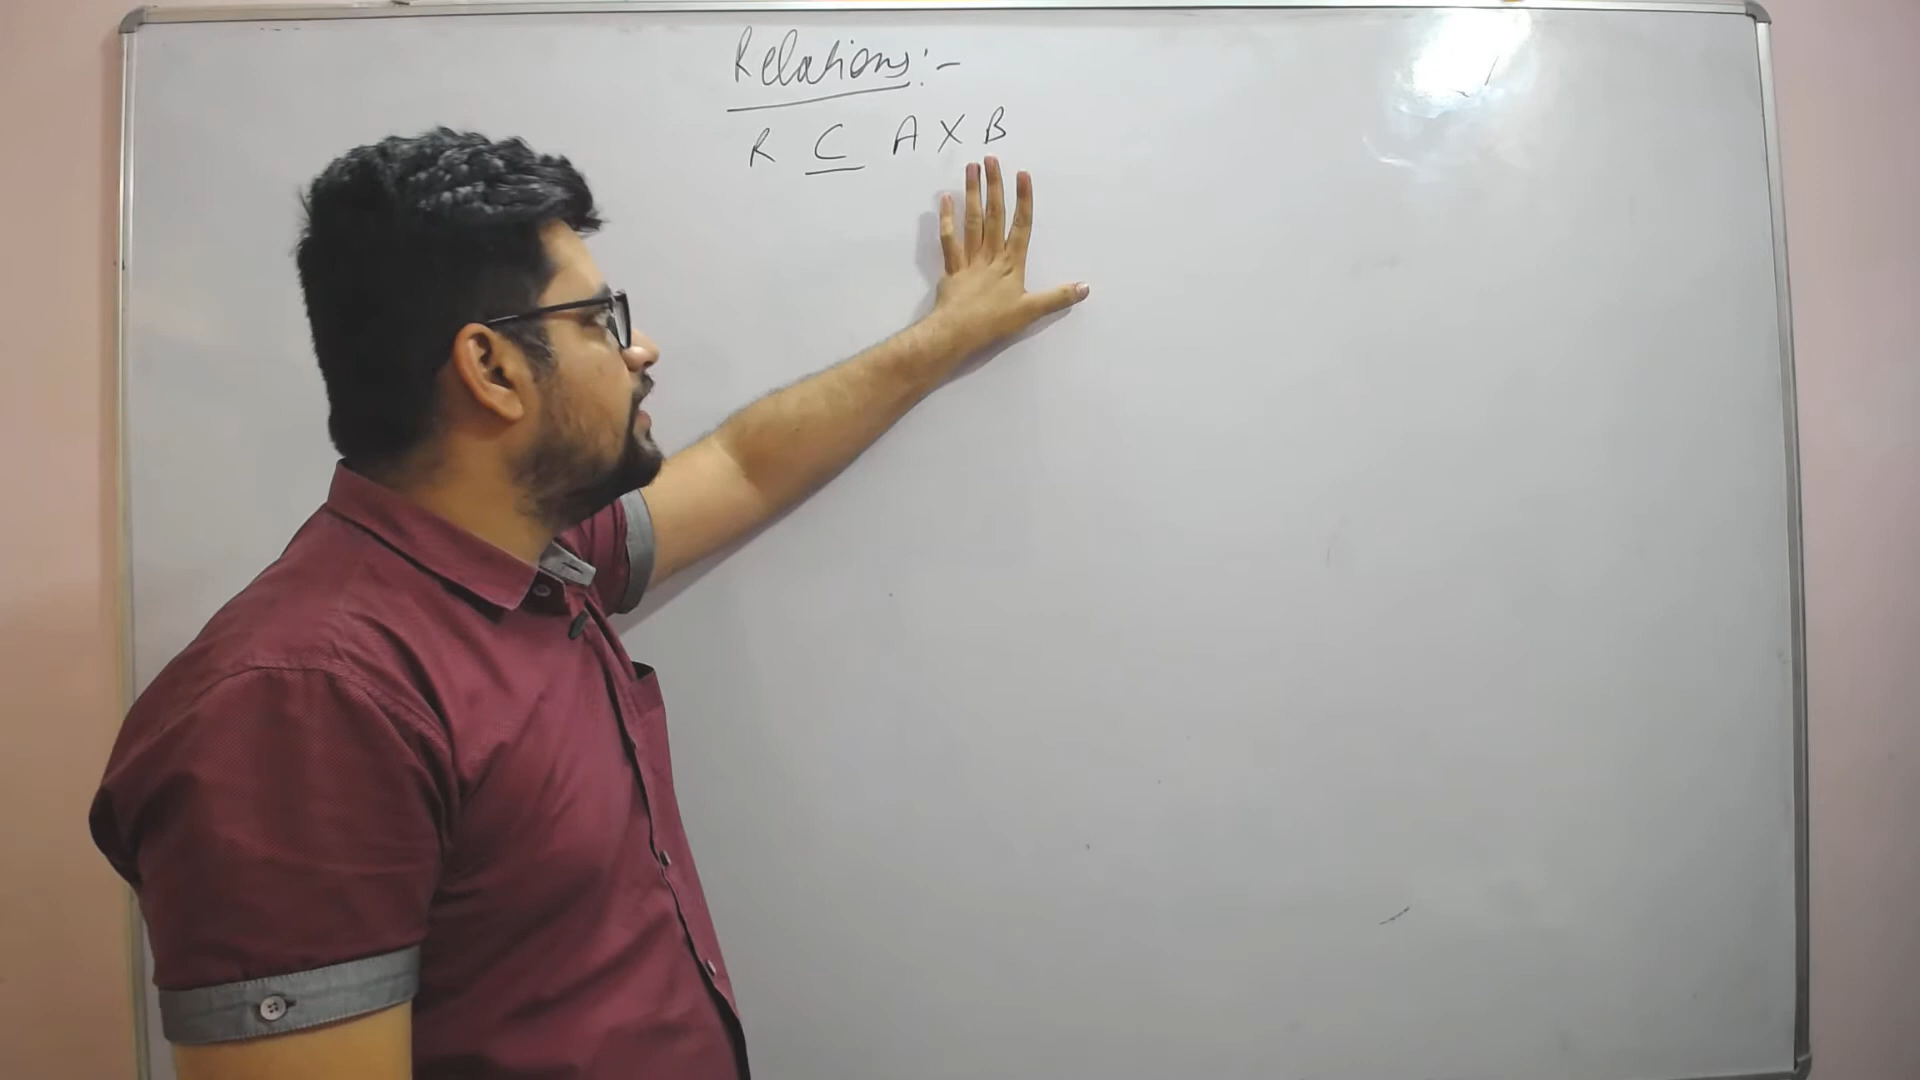 Relations:-
R ⊆ A X B